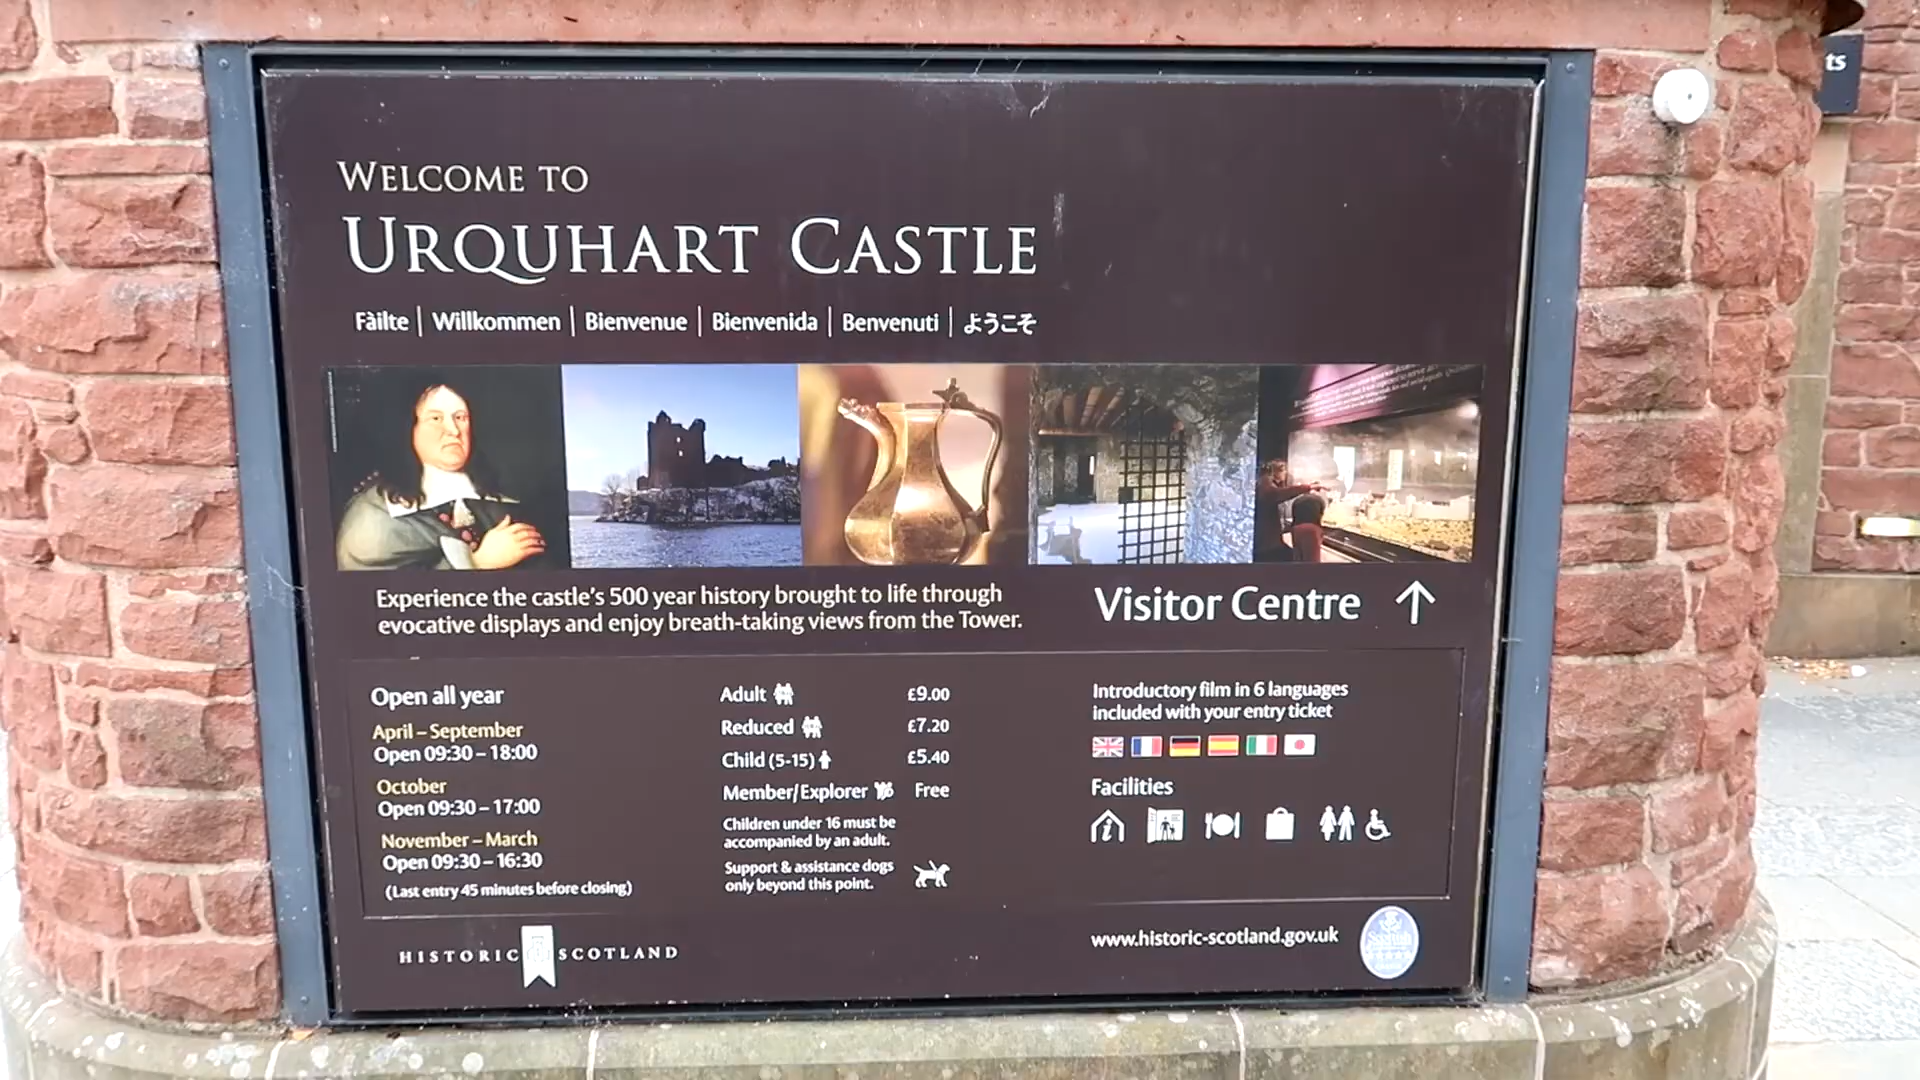 ts
WELCOME TO
URQUHART CASTLE
Fàilte | Willkommen | Bienvenue | Bienvenida | Benvenuti | ようこそ
Experience the castle's 500 year history brought to life through
evocative displays and enjoy breath-taking views from the Tower.
Visitor Centre ↑
Open all year
April – September
Open 09:30 – 18:00
October
Open 09:30 – 17:00
November – March
Open 09:30 – 16:30
(Last entry 45 minutes before closing)
Adult £9.00
Reduced £7.20
Child (5-15) £5.40
Member/Explorer Free
Children under 16 must be
accompanied by an adult.
Support & assistance dogs
only beyond this point.
Introductory film in 6 languages
included with your entry ticket
Facilities
HISTORIC SCOTLAND
www.historic-scotland.gov.uk